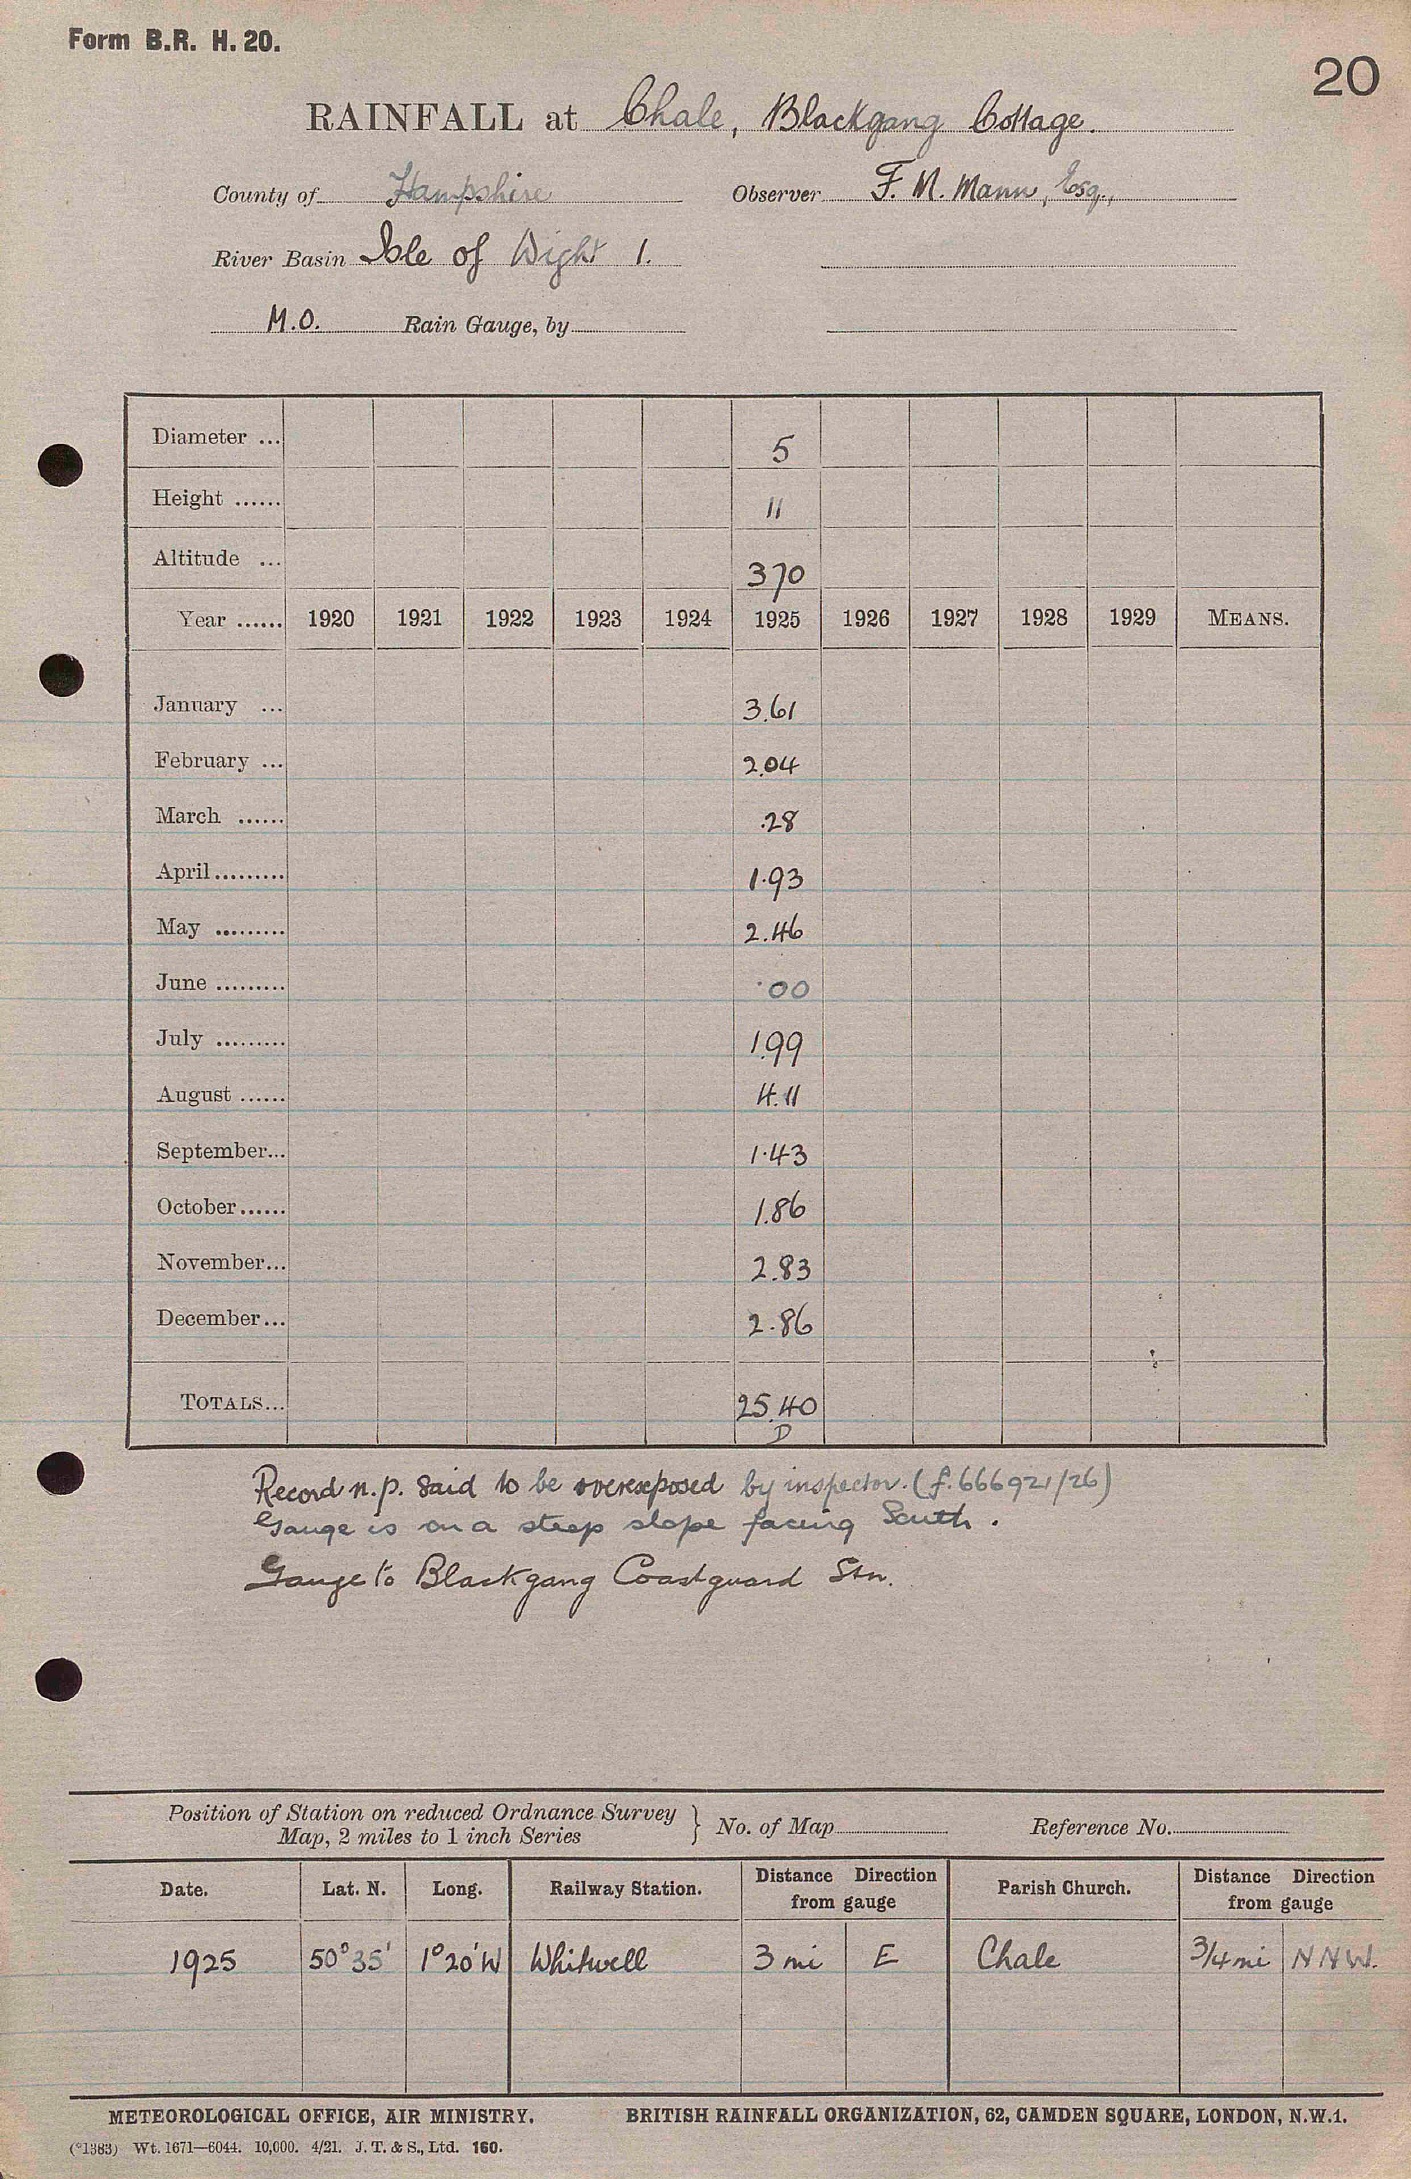 Form B.R. H. 20.
20
RAINFALL at Chale, Blackgang Cottage.
County of Hampshire Observer F. M. Mann, Esq.,
River Basin Isle of Wight 1.
M.O. Rain Gauge, by
Diameter ... 5
Height ...... 11
Altitude ... 370
Year ...... 1920 1921 1922 1923 1924 1925 1926 1927 1928 1929 MEANS.
January ... 3.61
February ... 2.04
March ...... .28
April ......... 1.93
May ......... 2.46
June ......... .00
July ......... 1.99
August ...... 4.11
September... 1.43
October...... 1.86
November... 2.83
December... 2.86
TOTALS... 25.40
D
Record n.p. said to be overexposed by inspector. (f. 666921/26)
Gauge is on a steep slope facing South.
Gauge to Blackgang Coastguard Stn.
Position of Station on reduced Ordnance Survey
Map, 2 miles to 1 inch Series } No. of Map Reference No.
Date. Lat. N. Long. Railway Station. Distance Direction from gauge Parish Church. Distance Direction from gauge
1925 50°35' 1°20'W Whitwell 3 mi E Chale 3/4 mi NNW.
METEOROLOGICAL OFFICE, AIR MINISTRY. BRITISH RAINFALL ORGANIZATION, 62, CAMDEN SQUARE, LONDON, N.W.1.
(*1383) Wt. 1671—6044. 10,000. 4/21. J. T. & S., Ltd. 160.